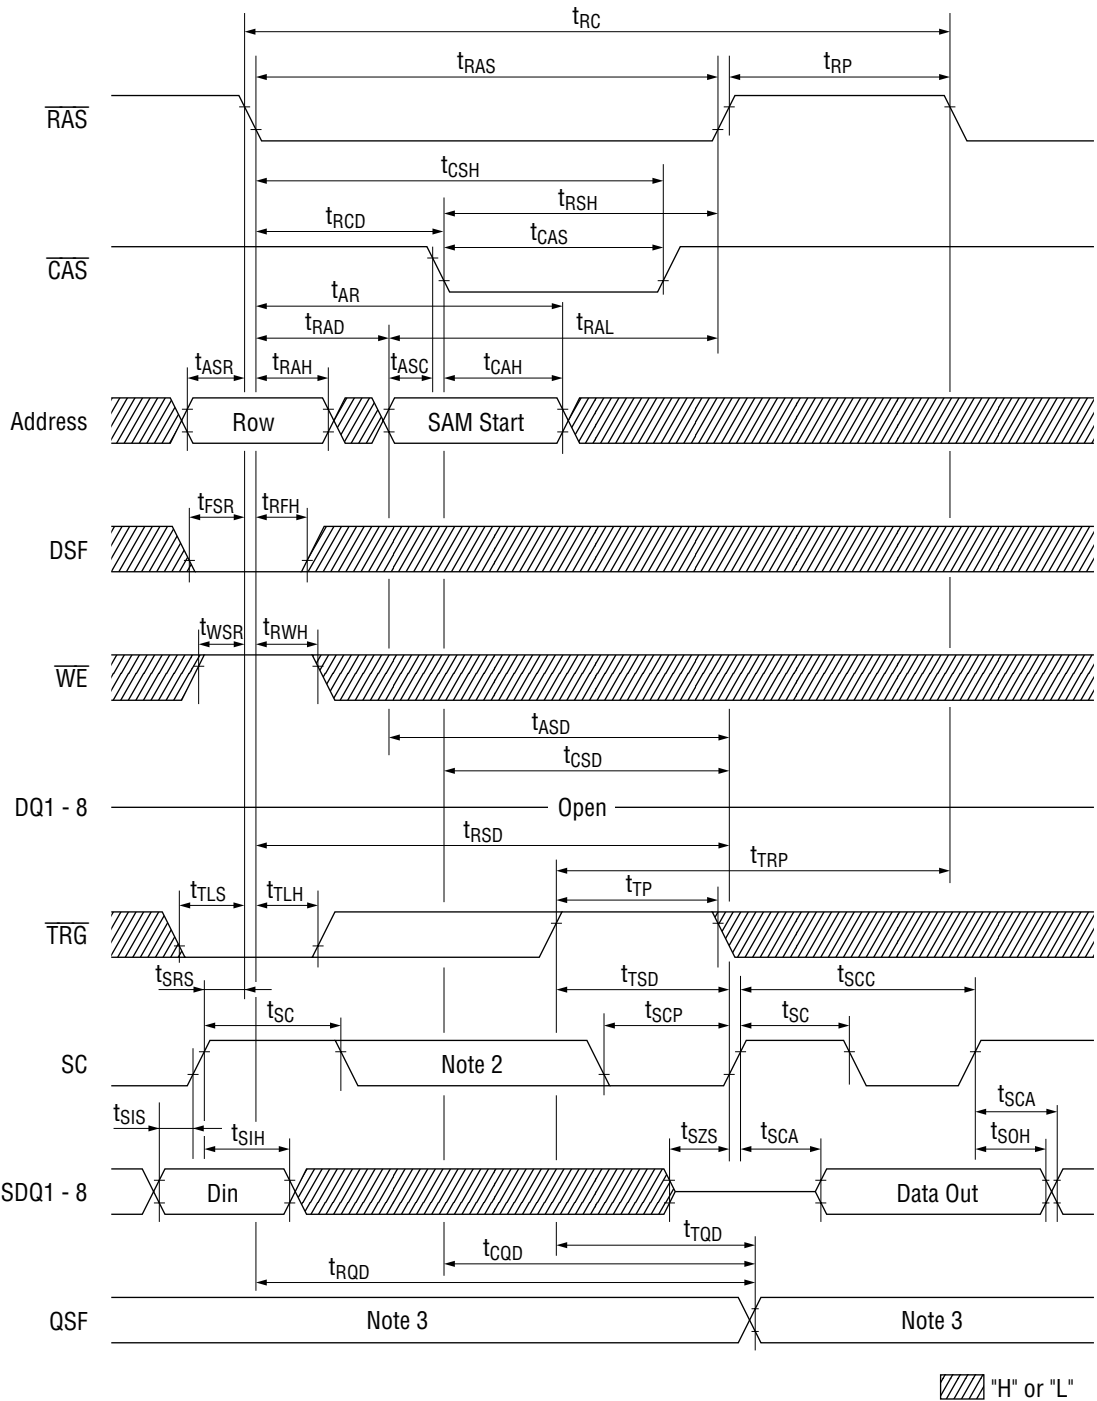 tRC
tRAS tRP
RAS
tCSH
tRSH
tRCD
tCAS
CAS
tAR
tRAD tRAL
tASR tRAH tASC tCAH
Address Row SAM Start
tFSR tRFH
DSF
tWSR tRWH
WE
tASD
tCSD
DQ1 - 8 Open
tRSD
tTRP
tTLS tTLH tTP
TRG
tSRS tTSD tSCC
tSC tSCP tSC
SC Note 2
tSIS tSCA
tSIH tSZS tSCA tSOH
SDQ1 - 8 Din Data Out
tTQD
tCQD
tRQD
QSF Note 3 Note 3
"H" or "L"